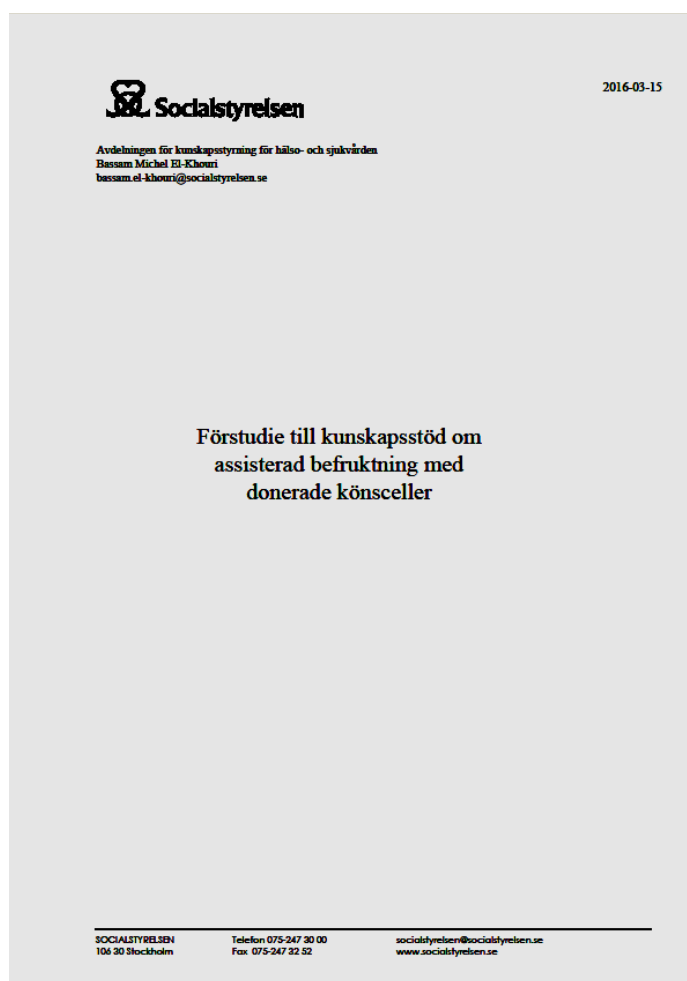 2016-03-15
Socialstyrelsen
Avdelningen för kunskapsstyrning för hälso- och sjukvården
Bassam Michel El-Khouri
bassam.el-khouri@socialstyrelsen.se
Förstudie till kunskapsstöd om
assisterad befruktning med
donerade könsceller
SOCIALSTYRELSEN Telefon 075-247 30 00 socialstyrelsen@socialstyrelsen.se
106 30 Stockholm Fax 075-247 32 52 www.socialstyrelsen.se